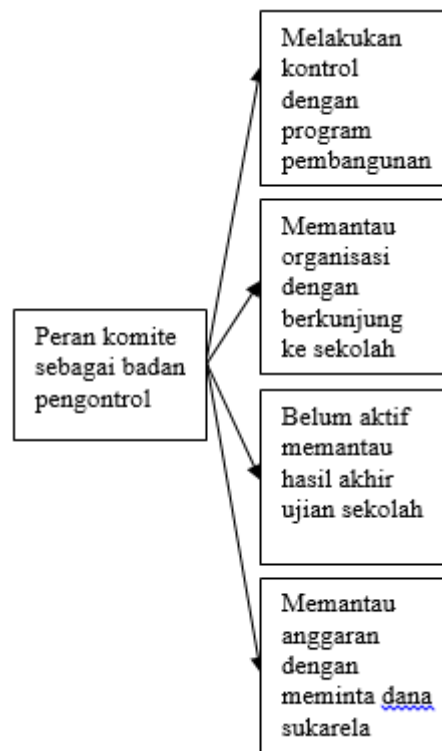 Melakukan
kontrol
dengan
program
pembangunan
Memantau
organisasi
dengan
berkunjung
ke sekolah
Peran komite
sebagai badan
pengontrol
Belum aktif
memantau
hasil akhir
ujian sekolah
Memantau
anggaran
dengan
meminta dana
sukarela